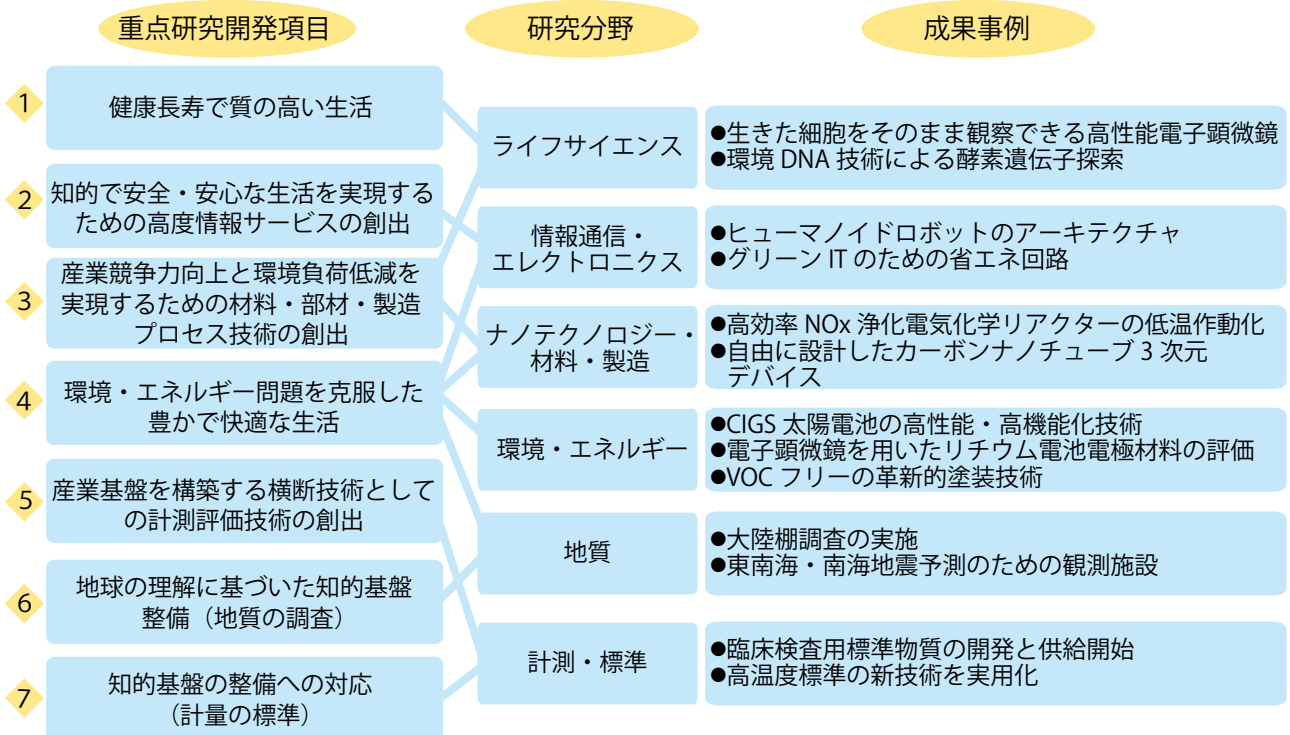 重点研究開発項目
研究分野
成果事例
1
健康長寿で質の高い生活
2
知的で安全・安心な生活を実現する
ための高度情報サービスの創出
3
産業競争力向上と環境負荷低減を
実現するための材料・部材・製造
プロセス技術の創出
4
環境・エネルギー問題を克服した
豊かで快適な生活
5
産業基盤を構築する横断技術として
の計測評価技術の創出
6
地球の理解に基づいた知的基盤
整備（地質の調査）
7
知的基盤の整備への対応
（計量の標準）
ライフサイエンス
●生きた細胞をそのまま観察できる高性能電子顕微鏡
●環境 DNA 技術による酵素遺伝子探索
情報通信・
エレクトロニクス
●ヒューマノイドロボットのアーキテクチャ
●グリーン IT のための省エネ回路
ナノテクノロジー・
材料・製造
●高効率 NOx 浄化電気化学リアクターの低温作動化
●自由に設計したカーボンナノチューブ 3 次元
デバイス
環境・エネルギー
●CIGS 太陽電池の高性能・高機能化技術
●電子顕微鏡を用いたリチウム電池電極材料の評価
●VOC フリーの革新的塗装技術
地質
●大陸棚調査の実施
●東南海・南海地震予測のための観測施設
計測・標準
●臨床検査用標準物質の開発と供給開始
●高温度標準の新技術を実用化